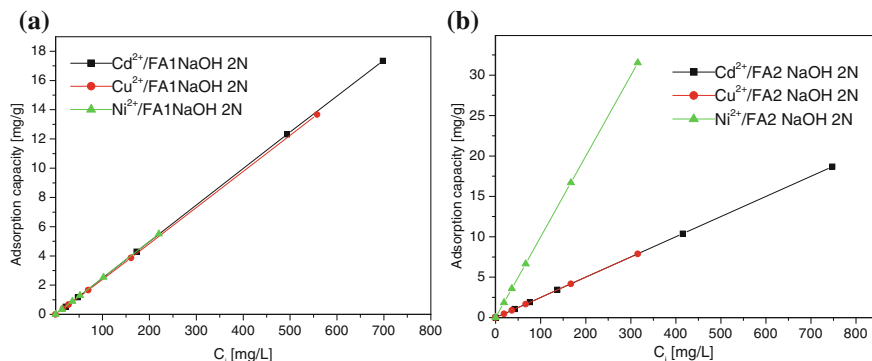 (a)
18
16
14
12
10
8
6
4
2
0
Adsorption capacity [mg/g]
Cd²⁺/FA1NaOH 2N
Cu²⁺/FA1NaOH 2N
Ni²⁺/FA1NaOH 2N
100 200 300 400 500 600 700 800
Cᵢ [mg/L]
(b)
30
25
20
15
10
5
0
Adsorption capacity [mg/g]
Cd²⁺/FA2 NaOH 2N
Cu²⁺/FA2 NaOH 2N
Ni²⁺/FA2 NaOH 2N
0 100 200 300 400 500 600 700 800
Cᵢ [mg/L]